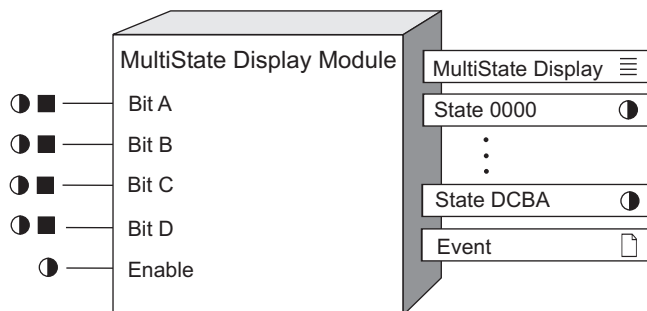 MultiState Display Module
Bit A
Bit B
Bit C
Bit D
Enable
MultiState Display
State 0000
State DCBA
Event